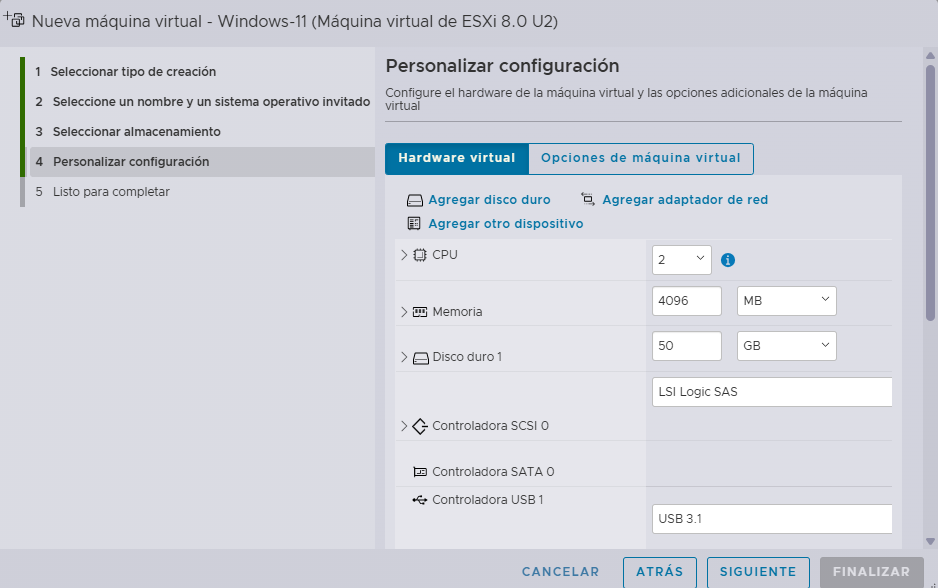 Nueva máquina virtual - Windows-11 (Máquina virtual de ESXi 8.0 U2)
1 Seleccionar tipo de creación
2 Seleccione un nombre y un sistema operativo invitado
3 Seleccionar almacenamiento
4 Personalizar configuración
5 Listo para completar
Personalizar configuración
Configure el hardware de la máquina virtual y las opciones adicionales de la máquina
virtual
Hardware virtual Opciones de máquina virtual
Agregar disco duro Agregar adaptador de red
Agregar otro dispositivo
CPU 2
Memoria 4096 MB
Disco duro 1 50 GB
LSI Logic SAS
Controladora SCSI 0
Controladora SATA 0
Controladora USB 1
USB 3.1
CANCELAR ATRÁS SIGUIENTE FINALIZAR